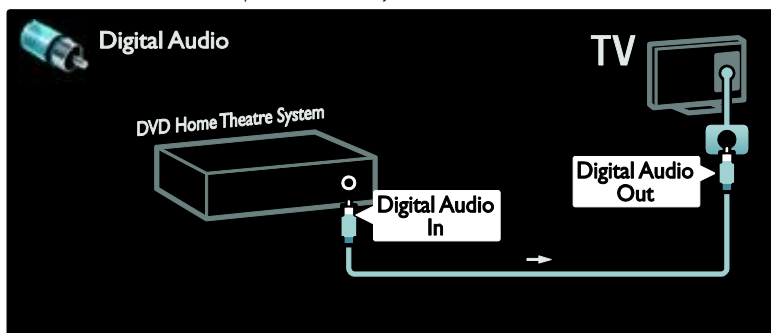 Digital Audio
TV
DVD Home Theatre System
Digital Audio
In
Digital Audio
Out